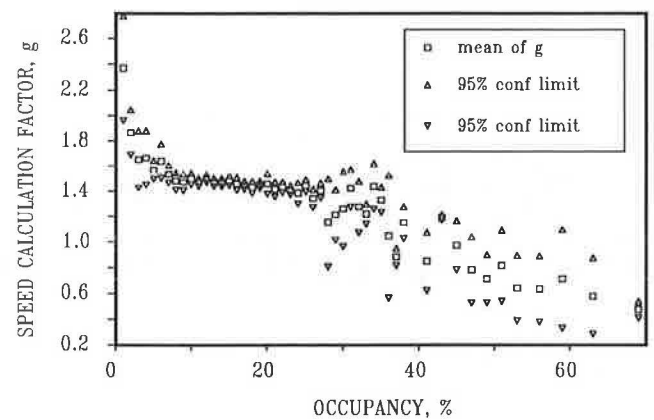 SPEED CALCULATION FACTOR, g
2.6
2.2
1.8
1.4
1.0
0.6
0.2
mean of g
95% conf limit
95% conf limit
0
20
40
60
OCCUPANCY, %